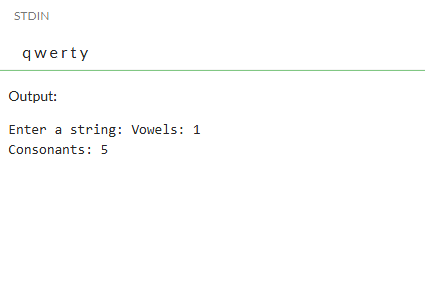 STDIN
qwerty
Output:
Enter a string: Vowels: 1
Consonants: 5